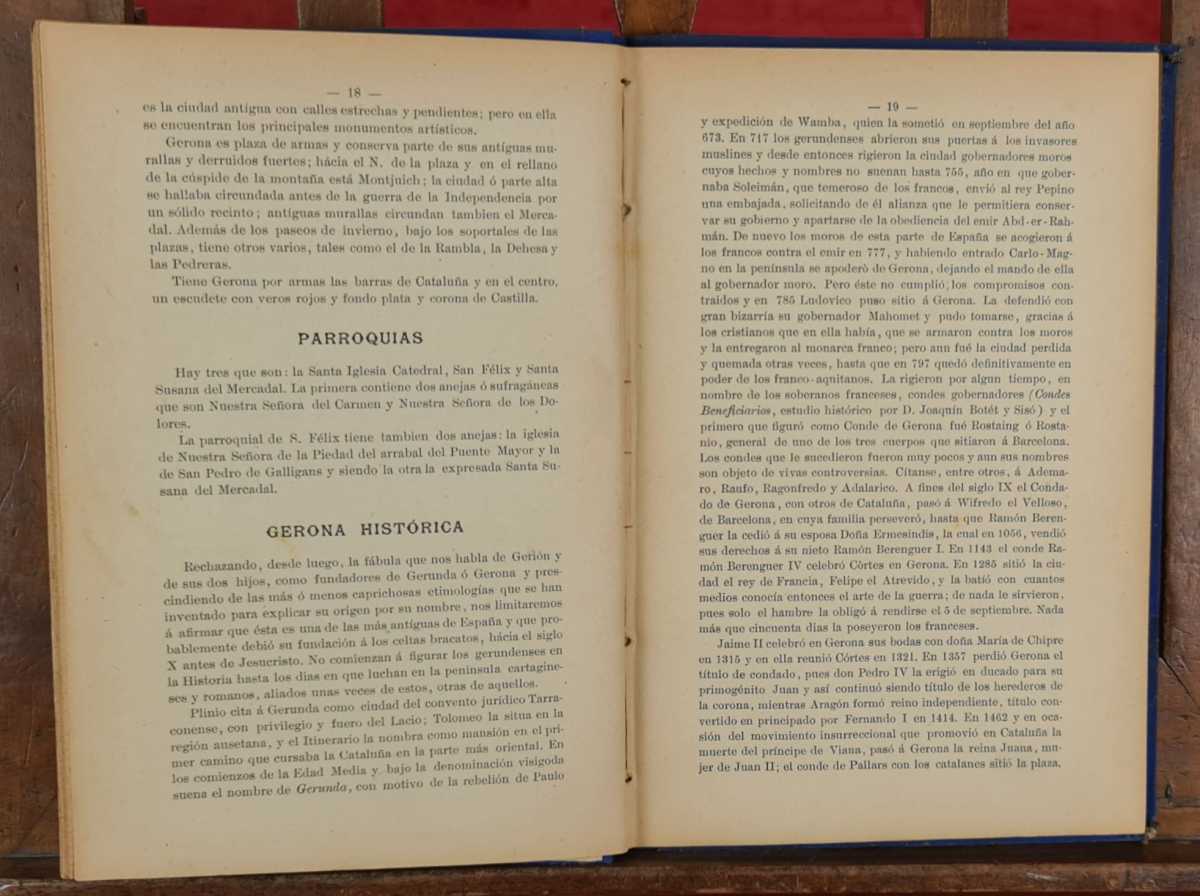 — 18 —
es la ciudad antígua con calles estrechas y pendientes; pero en ella
se encuentran los principales monumentos artísticos.
Gerona es plaza de armas y conserva parte de sus antíguas mu-
rallas y derruidos fuertes; hácia el N. de la plaza y en el rellano
de la cúspide de la montaña está Montjuich; la ciudad ó parte alta
se hallaba circundada antes de la guerra de la Independencia por
un sólido recinto; antíguas murallas circundan tambien el Merca-
dal. Además de los paseos de invierno, bajo los soportales de las
plazas, tiene otros varios, tales como el de la Rambla, la Dehesa y
las Pedreras.
Tiene Gerona por armas las barras de Cataluña y en el centro,
un escudete con veros rojos y fondo plata y corona de Castilla.
PARROQUIAS
Hay tres que son: la Santa Iglesia Catedral, San Félix y Santa
Susana del Mercadal. La primera contiene dos anejas ó sufragáneas
que son Nuestra Señora del Carmen y Nuestra Señora de los Do-
lores.
La parroquial de S. Félix tiene tambien dos anejas: la iglesia
de Nuestra Señora de la Piedad del arrabal del Puente Mayor y la
de San Pedro de Galligans y siendo la otra la expresada Santa Su-
sana del Mercadal.
GERONA HISTÓRICA
Rechazando, desde luego, la fábula que nos habla de Gerión y
de sus dos hijos, como fundadores de Gerunda ó Gerona y pres-
cindiendo de las más ó menos caprichosas etimologías que se han
inventado para explicar su orígen por su nombre, nos limitaremos
á afirmar que ésta es una de las más antíguas de España y que pro-
bablemente debió su fundación á los celtas bracatos, hácia el siglo
X antes de Jesucristo. No comienzan á figurar los gerundenses en
la Historia hasta los dias en que luchan en la península cartagine-
ses y romanos, aliados unas veces de estos, otras de aquellos.
Plinio cita á Gerunda como ciudad del convento jurídico Tarra-
conense, con privilegio y fuero del Lacio; Tolomeo la situa en la
región ausetana, y el Itinerario la nombra como mansión en el pri-
mer camino que cursaba la Cataluña en la parte más oriental. En
los comienzos de la Edad Media y bajo la denominación visigoda
suena el nombre de Gerunda, con motivo de la rebelión de Paulo
— 19 —
y expedición de Wamba, quien la sometió en septiembre del año
673. En 717 los gerundenses abrieron sus puertas á los invasores
muslines y desde entonces rigieron la ciudad gobernadores moros
cuyos hechos y nombres no suenan hasta 755, año en que gober-
naba Soleimán, que temeroso de los francos, envió al rey Pepino
una embajada, solicitando de él alianza que le permitiera conser-
var su gobierno y apartarse de la obediencia del emir Abd-er-Rah-
mán. De nuevo los moros de esta parte de España se acogieron á
los francos contra el emir en 777, y habiendo entrado Carlo-Mag-
no en la península se apoderò de Gerona, dejando el mando de ella
al gobernador moro. Pero éste no cumplió los compromisos con-
traidos y en 785 Ludovico puso sitio á Gerona. La defendió con
gran bizarría su gobernador Mahomet y pudo tomarse, gracias á
los cristianos que en ella había, que se armaron contra los moros
y la entregaron al monarca franco; pero aun fué la ciudad perdida
y quemada otras veces, hasta que en 797 quedó definitivamente en
poder de los franco-aquitanos. La rigieron por algun tiempo, en
nombre de los soberanos franceses, condes gobernadores (Condes
Beneficiarios, estudio histórico por D. Joaquín Botét y Sisó) y el
primero que figuró como Conde de Gerona fué Rostaing ó Rosta-
nio, general de uno de los tres cuerpos que sitiaron á Barcelona.
Los condes que le sucedieron fueron muy pocos y aun sus nombres
son objeto de vivas controversias. Cítanse, entre otros, á Adema-
ro, Raufo, Ragonfredo y Adalarico. A fines del siglo IX el Conda-
do de Gerona, con otros de Cataluña, pasó á Wifredo el Velloso,
de Barcelona, en cuya familia perseveró, hasta que Ramón Beren-
guer la cedió á su esposa Doña Ermesindis, la cual en 1056, vendió
sus derechos á su nieto Ramón Berenguer I. En 1143 el conde Ra-
món Berenguer IV celebró Córtes en Gerona. En 1285 sitió la ciu-
dad el rey de Francia, Felipe el Atrevido, y la batió con cuantos
medios conocía entonces el arte de la guerra; de nada le sirvieron,
pues solo el hambre la obligó á rendirse el 5 de septiembre. Nada
más que cincuenta dias la poseyeron los franceses.
Jaime II celebró en Gerona sus bodas con doña María de Chipre
en 1315 y en ella reunió Córtes en 1321. En 1357 perdió Gerona el
título de condado, pues don Pedro IV la erigió en ducado para su
primogénito Juan y así continuó siendo título de los herederos de
la corona, mientras Aragón formó reino independiente, título con-
vertido en principado por Fernando I en 1414. En 1462 y en oca-
sión del movimiento insurreccional que promovió en Cataluña la
muerte del príncipe de Viana, pasó á Gerona la reina Juana, mu-
jer de Juan II; el conde de Pallars con los catalanes sitió la plaza,